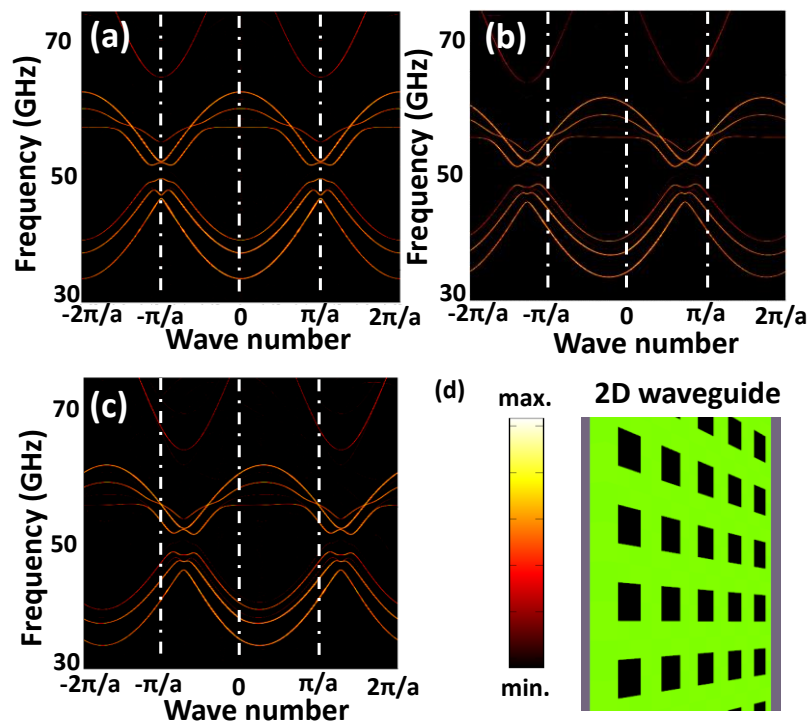 (a)
70
50
30
Frequency (GHz)
-2π/a -π/a 0 π/a 2π/a
Wave number
(b)
70
50
30
Frequency (GHz)
-2π/a -π/a 0 π/a 2π/a
Wave number
(c)
70
50
30
Frequency (GHz)
-2π/a -π/a 0 π/a 2π/a
Wave number
(d)
max.
min.
2D waveguide